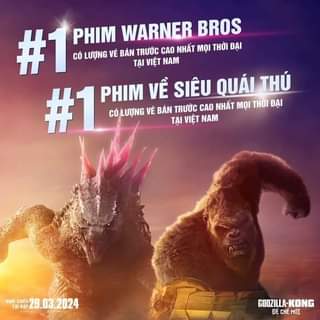 #1 PHIM WARNER BROS
CÓ LƯỢNG VÉ BÁN TRƯỚC CAO NHẤT MỌI THỜI ĐẠI
TẠI VIỆT NAM
#1 PHIM VỀ SIÊU QUÁI THÚ
CÓ LƯỢNG VÉ BÁN TRƯỚC CAO NHẤT MỌI THỜI ĐẠI
TẠI VIỆT NAM
29.03.2024
GODZILLA×KONG
ĐẾ CHẾ MỚI